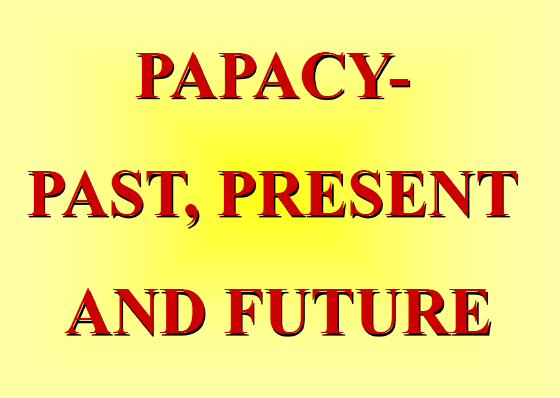 PAPACY-
PAST, PRESENT
AND FUTURE